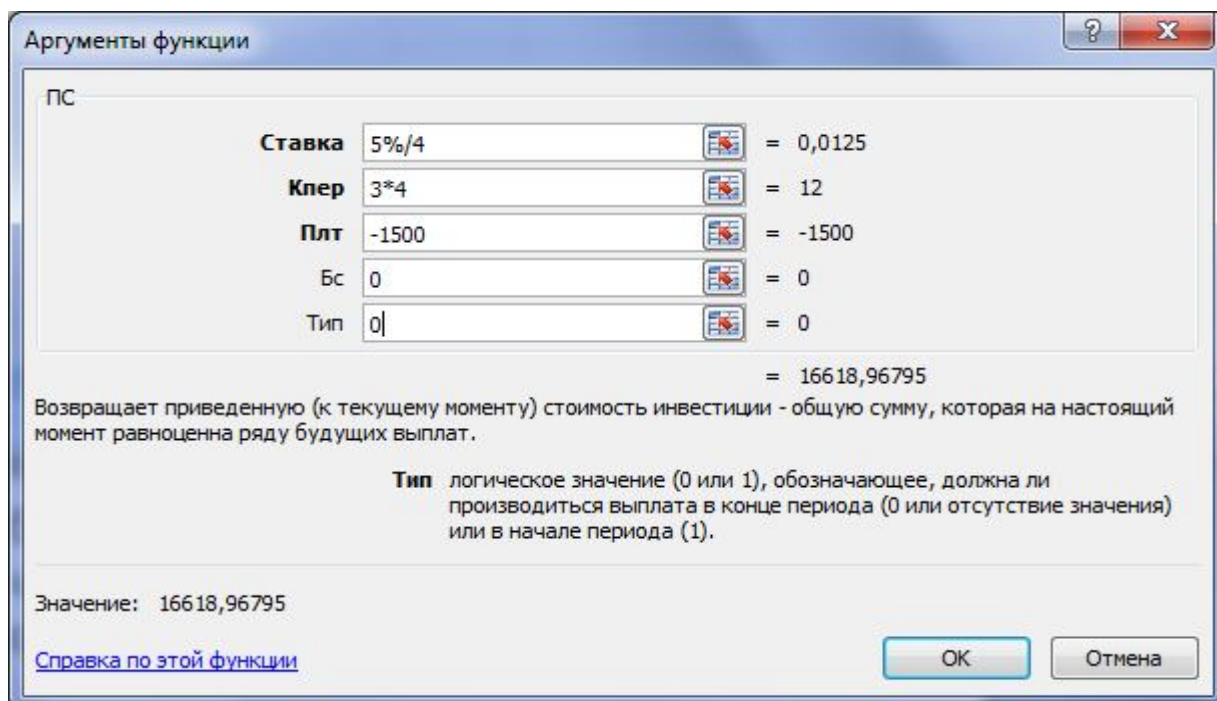 Аргументы функции
ПС
Ставка 5%/4 = 0,0125
Кпер 3*4 = 12
Плт -1500 = -1500
Бс 0 = 0
Тип 0 = 0
= 16618,96795
Возвращает приведенную (к текущему моменту) стоимость инвестиции - общую сумму, которая на настоящий
момент равноценна ряду будущих выплат.
Тип логическое значение (0 или 1), обозначающее, должна ли
производиться выплата в конце периода (0 или отсутствие значения)
или в начале периода (1).
Значение: 16618,96795
Справка по этой функции
ОК Отмена